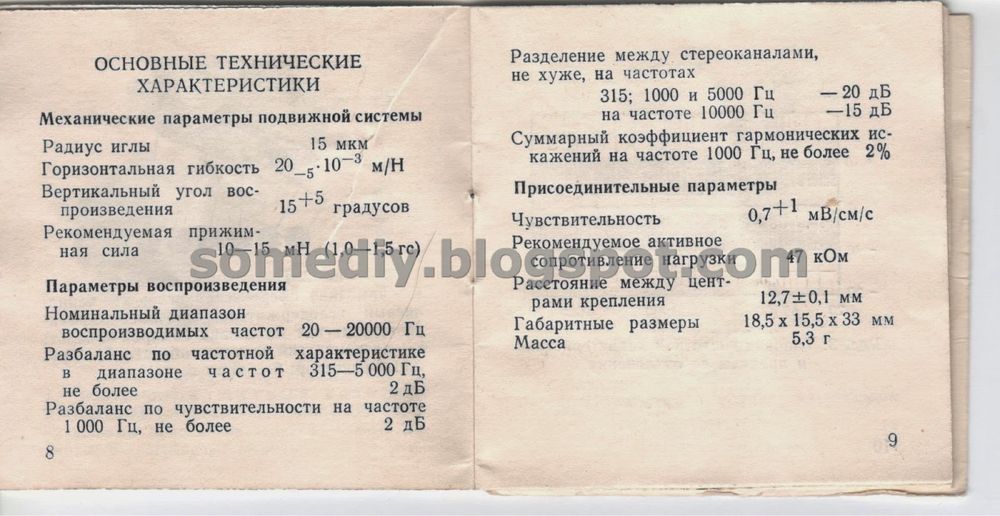 ОСНОВНЫЕ ТЕХНИЧЕСКИЕ
ХАРАКТЕРИСТИКИ
Механические параметры подвижной системы
Радиус иглы 15 мкм
Горизонтальная гибкость 20₋₅·10⁻³ м/Н
Вертикальный угол вос-
произведения 15⁺⁵ градусов
Рекомендуемая прижим-
ная сила 10—15 мН (1,0—1,5 гс)
Параметры воспроизведения
Номинальный диапазон
воспроизводимых частот 20 — 20000 Гц
Разбаланс по частотной характеристике
в диапазоне частот 315—5 000 Гц,
не более 2 дБ
Разбаланс по чувствительности на частоте
1 000 Гц, не более 2 дБ
8
Разделение между стереоканалами,
не хуже, на частотах
315; 1000 и 5000 Гц — 20 дБ
на частоте 10000 Гц —15 дБ
Суммарный коэффициент гармонических ис-
кажений на частоте 1000 Гц, не более 2%
Присоединительные параметры
Чувствительность 0,7⁺¹ мВ/см/с
Рекомендуемое активное
сопротивление нагрузки 47 кОм
Расстояние между цент-
рами крепления 12,7±0,1 мм
Габаритные размеры 18,5 х 15,5 х 33 мм
Масса 5,3 г
9
somediy.blogspot.com